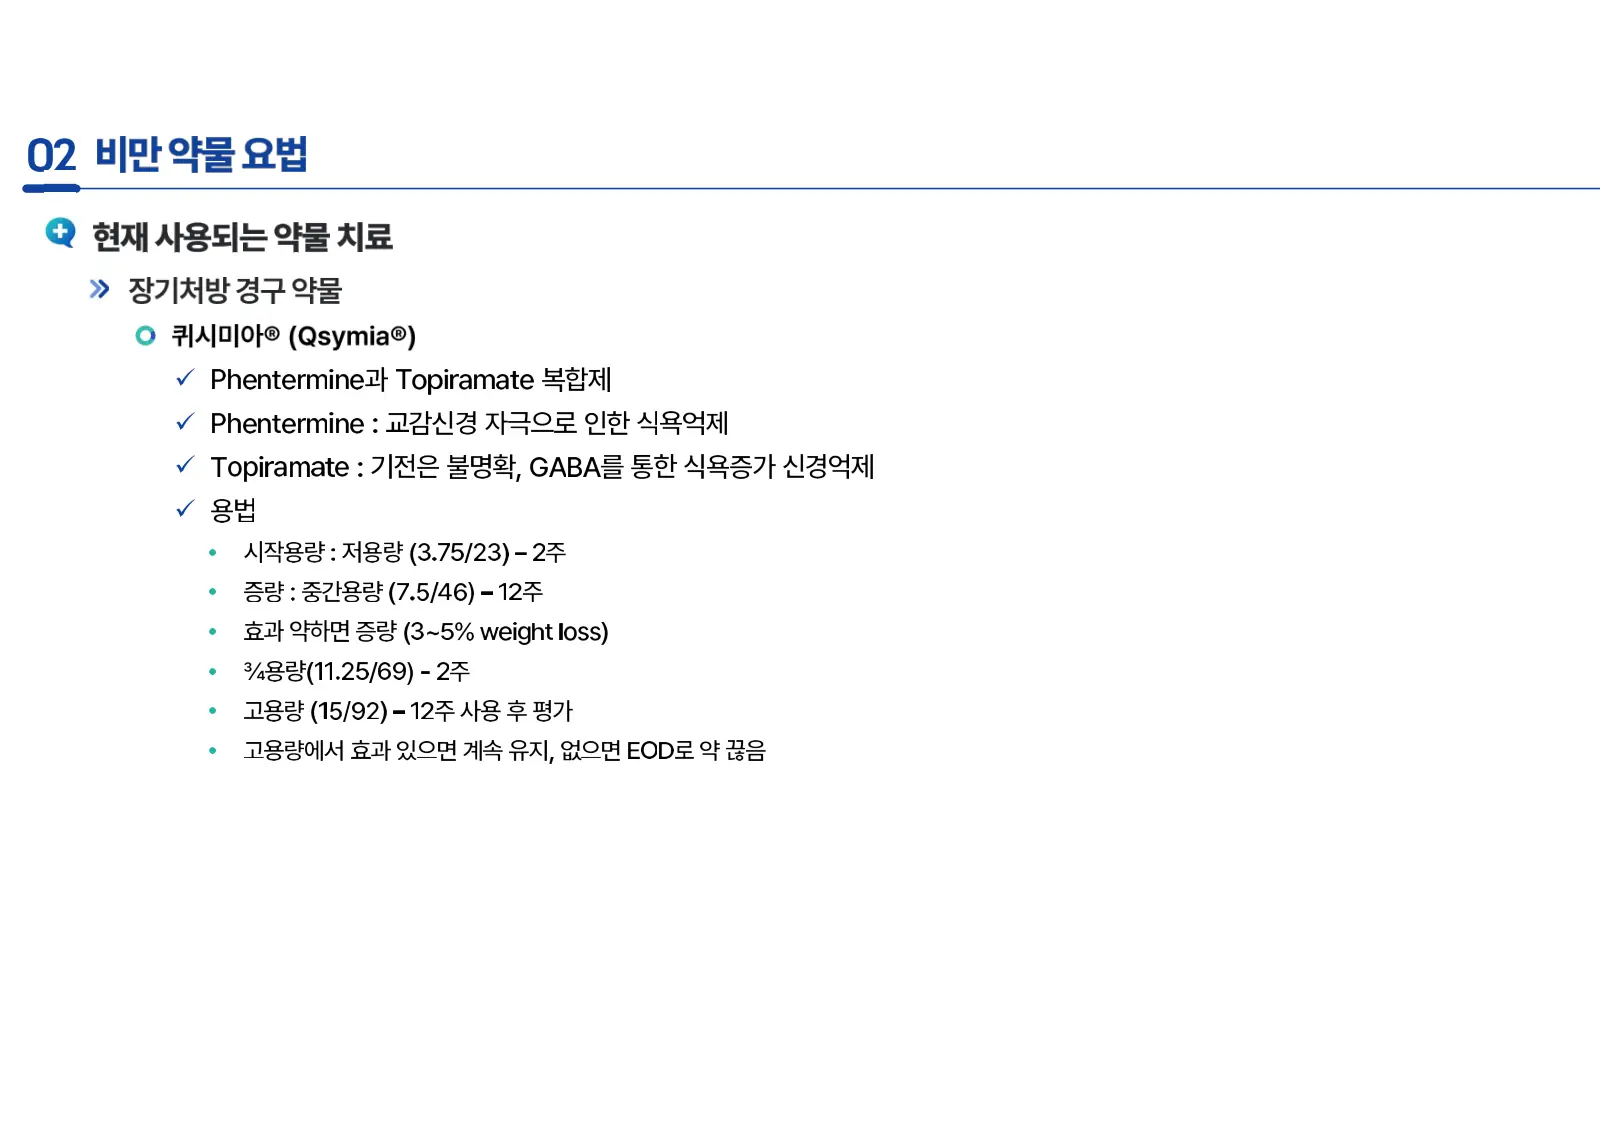 02 비만 약물 요법
현재 사용되는 약물 치료
장기처방 경구 약물
퀴시미아® (Qsymia®)
Phentermine과 Topiramate 복합제
Phentermine : 교감신경 자극으로 인한 식욕억제
Topiramate : 기전은 불명확, GABA를 통한 식욕증가 신경억제
용법
시작용량 : 저용량 (3.75/23) – 2주
증량 : 중간용량 (7.5/46) – 12주
효과 약하면 증량 (3~5% weight loss)
¾용량(11.25/69) - 2주
고용량 (15/92) – 12주 사용 후 평가
고용량에서 효과 있으면 계속 유지, 없으면 EOD로 약 끊음